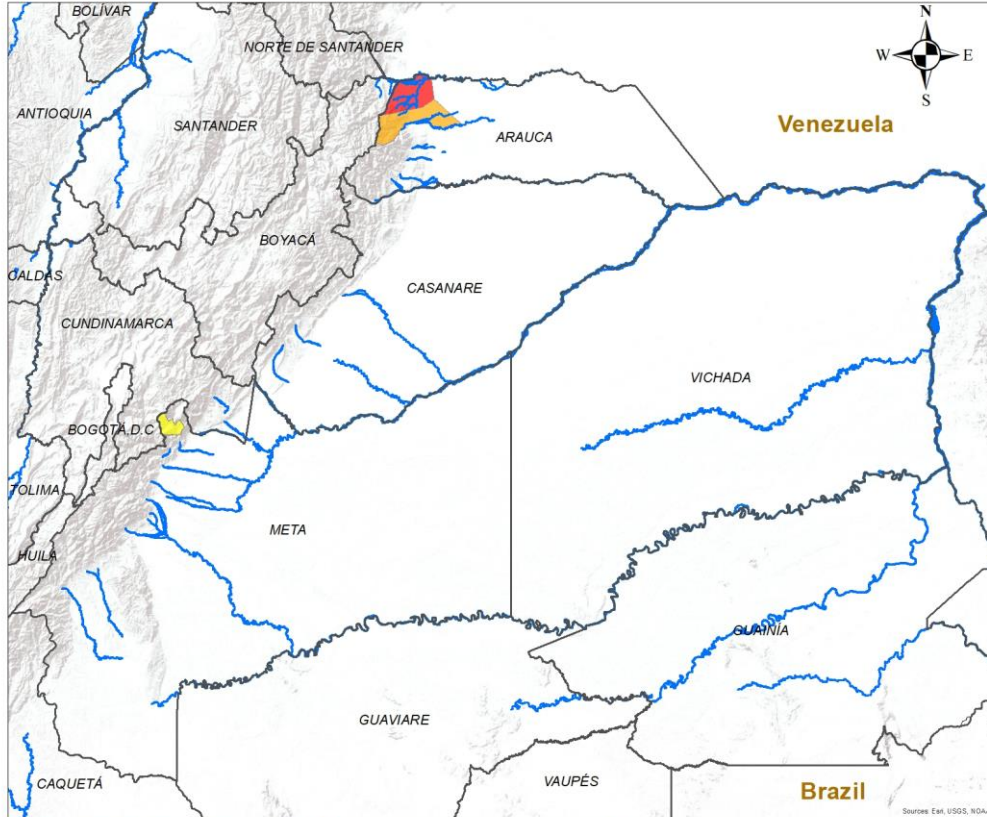 BOLÍVAR
N
NORTE DE SANTANDER
W
E
S
ANTIOQUIA
SANTANDER
ARAUCA
Venezuela
BOYACÁ
CALDAS
CASANARE
CUNDINAMARCA
VICHADA
BOGOTÁ D.C
TOLIMA
META
HUILA
GUAINÍA
GUAVIARE
CAQUETÁ
VAUPÉS
Brazil
Sources: Esri, USGS, NOAA